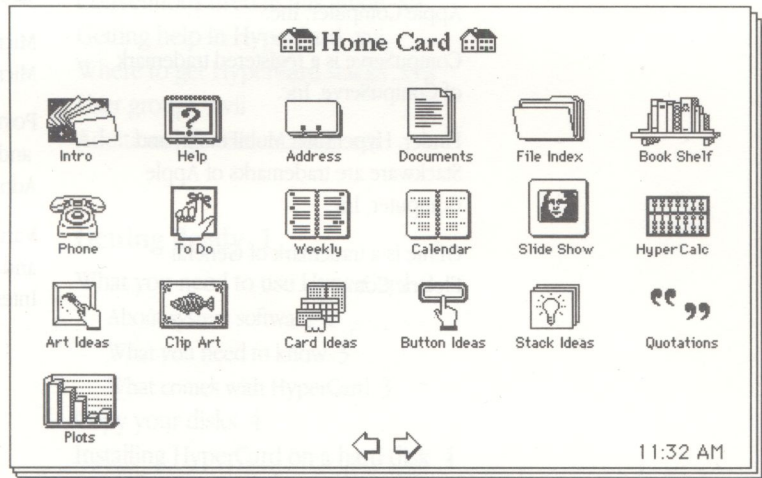 Home Card
Intro Help Address Documents File Index Book Shelf
Phone To Do Weekly Calendar Slide Show HyperCalc
Art Ideas Clip Art Card Ideas Button Ideas Stack Ideas Quotations
Plots
11:32 AM